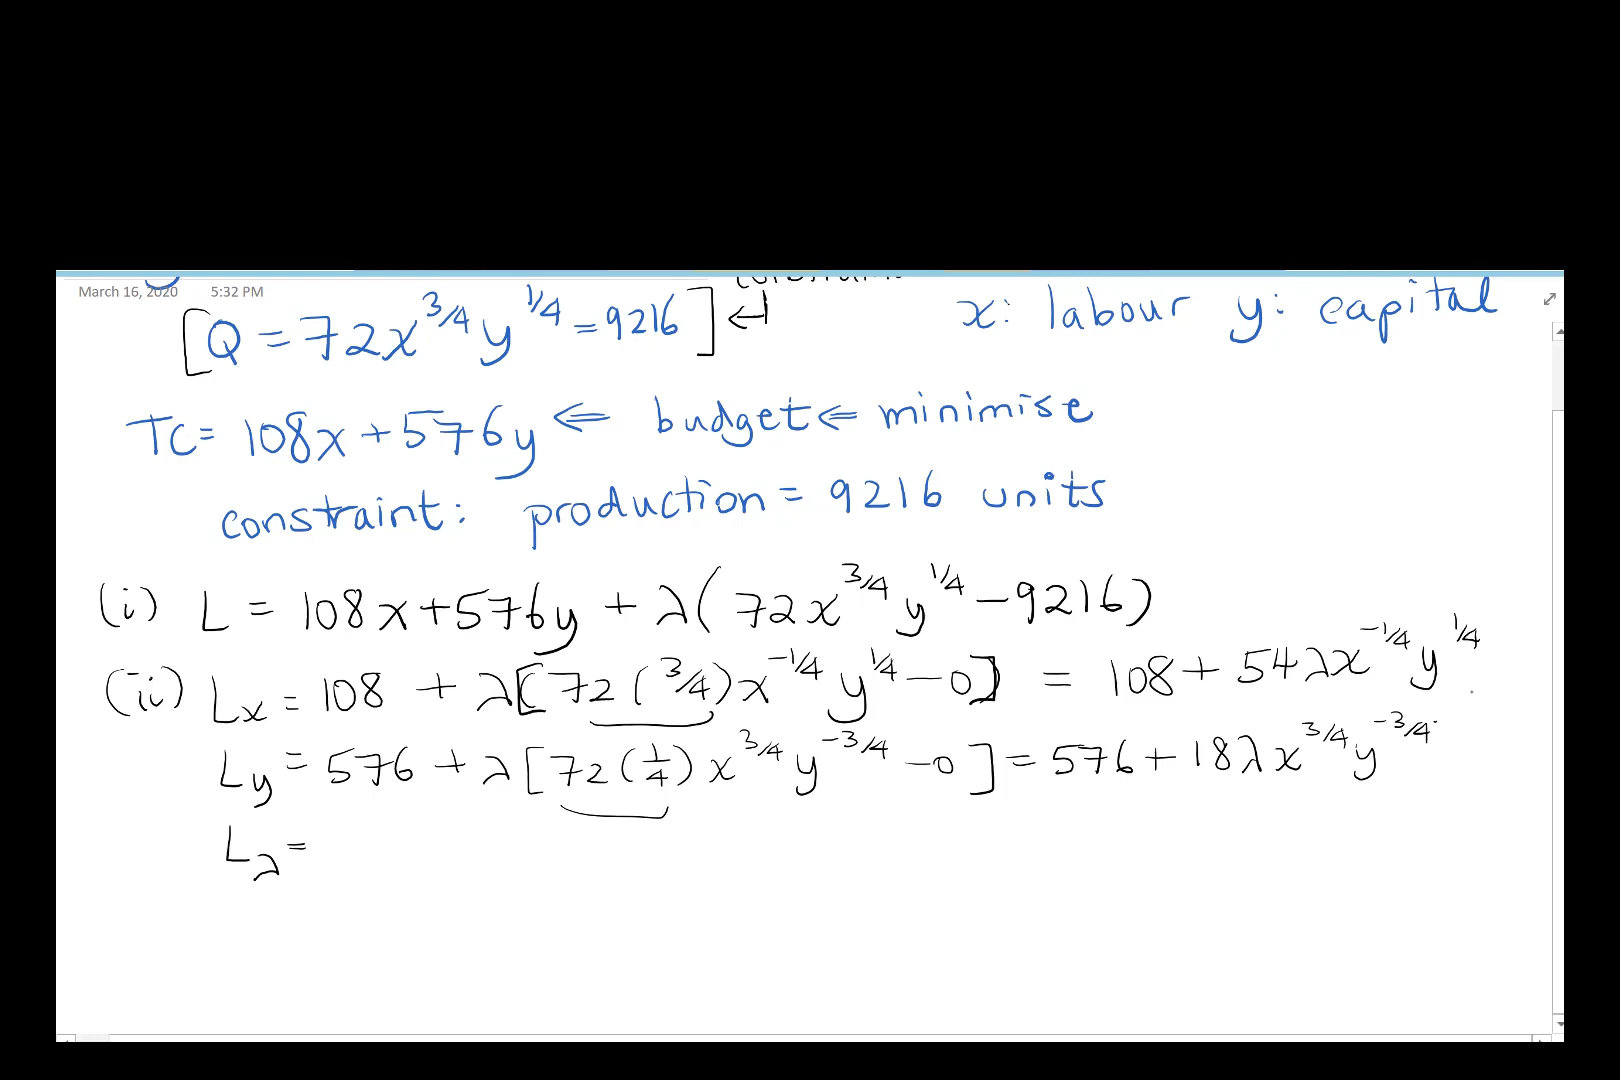 March 16, 2020 5:32 PM
[Q = 72x^{3/4} y^{1/4} = 9216] ↵ x: labour y: capital
TC = 108x + 576y ⇐ budget ⇐ minimise
constraint: production = 9216 units
(i) L = 108x + 576y + λ(72x^{3/4} y^{1/4} − 9216)
(ii) Lx = 108 + λ[72(3/4)x^{-1/4} y^{1/4} − 0] = 108 + 54λx^{-1/4} y^{1/4}
Ly = 576 + λ[72(1/4)x^{3/4} y^{-3/4} − 0] = 576 + 18λx^{3/4} y^{-3/4}
Lλ =